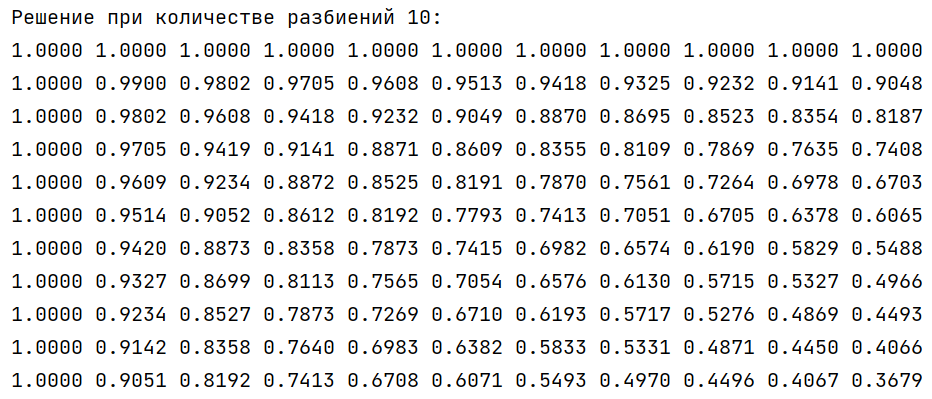 Решение при количестве разбиений 10:
1.0000 1.0000 1.0000 1.0000 1.0000 1.0000 1.0000 1.0000 1.0000 1.0000 1.0000
1.0000 0.9900 0.9802 0.9705 0.9608 0.9513 0.9418 0.9325 0.9232 0.9141 0.9048
1.0000 0.9802 0.9608 0.9418 0.9232 0.9049 0.8870 0.8695 0.8523 0.8354 0.8187
1.0000 0.9705 0.9419 0.9141 0.8871 0.8609 0.8355 0.8109 0.7869 0.7635 0.7408
1.0000 0.9609 0.9234 0.8872 0.8525 0.8191 0.7870 0.7561 0.7264 0.6978 0.6703
1.0000 0.9514 0.9052 0.8612 0.8192 0.7793 0.7413 0.7051 0.6705 0.6378 0.6065
1.0000 0.9420 0.8873 0.8358 0.7873 0.7415 0.6982 0.6574 0.6190 0.5829 0.5488
1.0000 0.9327 0.8699 0.8113 0.7565 0.7054 0.6576 0.6130 0.5715 0.5327 0.4966
1.0000 0.9234 0.8527 0.7873 0.7269 0.6710 0.6193 0.5717 0.5276 0.4869 0.4493
1.0000 0.9142 0.8358 0.7640 0.6983 0.6382 0.5833 0.5331 0.4871 0.4450 0.4066
1.0000 0.9051 0.8192 0.7413 0.6708 0.6071 0.5493 0.4970 0.4496 0.4067 0.3679